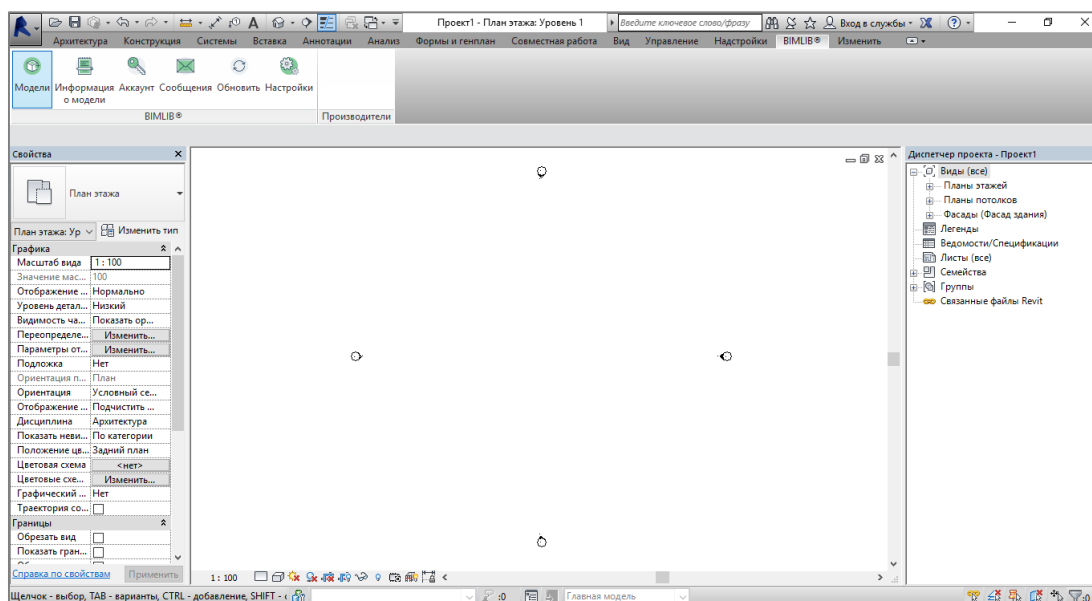 Проект1 - План этажа: Уровень 1
Введите ключевое слово/фразу
Вход в службы
Архитектура Конструкция Системы Вставка Аннотации Анализ Формы и генплан Совместная работа Вид Управление Надстройки BIMLIB® Изменить
Модели Информация о модели Аккаунт Сообщения Обновить Настройки
BIMLIB® Производители
Свойства
План этажа
План этажа: Ур
Изменить тип
Графика
Масштаб вида 1 : 100
Значение мас... 100
Отображение ... Нормально
Уровень детал... Низкий
Видимость ча... Показать ор...
Переопределе... Изменить...
Параметры от... Изменить...
Подложка Нет
Ориентация п... План
Ориентация Условный се...
Отображение ... Подчистить ...
Дисциплина Архитектура
Показать неви... По категории
Положение цв... Задний план
Цветовая схема <нет>
Цветовые схе... Изменить...
Графический ... Нет
Траектория со...
Границы
Обрезать вид
Показать гран...
Справка по свойствам Применить
1 : 100
Диспетчер проекта - Проект1
Виды (все)
Планы этажей
Планы потолков
Фасады (Фасад здания)
Легенды
Ведомости/Спецификации
Листы (все)
Семейства
Группы
Связанные файлы Revit
Щелчок - выбор, TAB - варианты, CTRL - добавление, SHIFT -
:0
Главная модель
:0